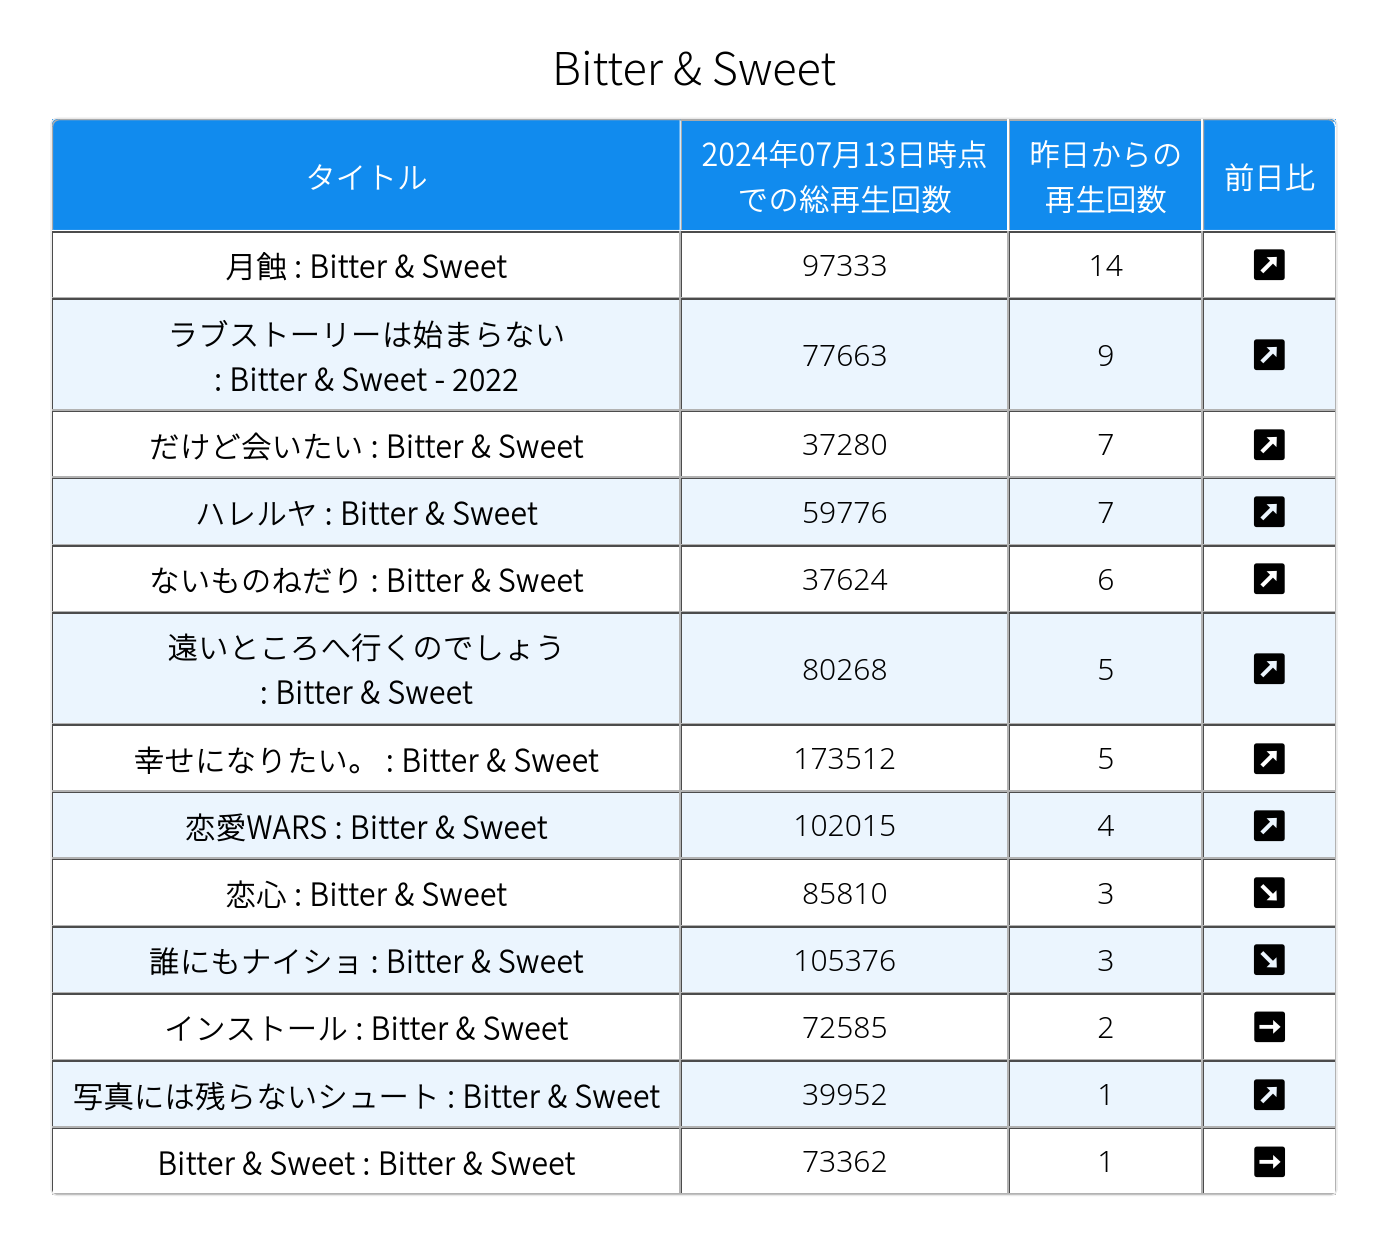 Bitter & Sweet
タイトル
2024年07月13日時点
での総再生回数
昨日からの
再生回数
前日比
月蝕 : Bitter & Sweet
97333
14
ラブストーリーは始まらない
: Bitter & Sweet - 2022
77663
9
だけど会いたい : Bitter & Sweet
37280
7
ハレルヤ : Bitter & Sweet
59776
7
ないものねだり : Bitter & Sweet
37624
6
遠いところへ行くのでしょう
: Bitter & Sweet
80268
5
幸せになりたい。 : Bitter & Sweet
173512
5
恋愛WARS : Bitter & Sweet
102015
4
恋心 : Bitter & Sweet
85810
3
誰にもナイショ : Bitter & Sweet
105376
3
インストール : Bitter & Sweet
72585
2
写真には残らないシュート : Bitter & Sweet
39952
1
Bitter & Sweet : Bitter & Sweet
73362
1